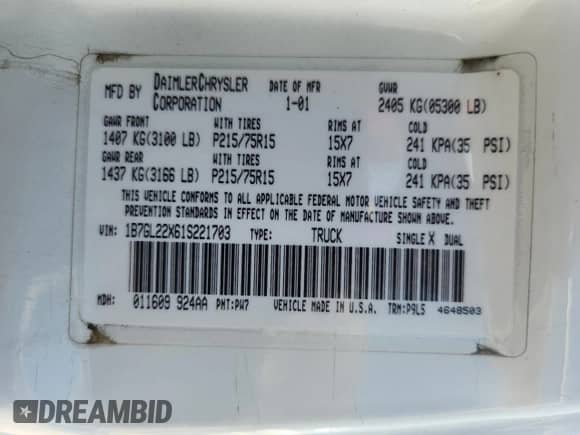 MFD BY DAIMLERCHRYSLER CORPORATION DATE OF MFR 1-01 GVWR 2405 KG(05300 LB)
GAWR FRONT WITH TIRES RIMS AT COLD
1407 KG(3100 LB) P215/75R15 15X7 241 KPA(35 PSI)
GAWR REAR WITH TIRES RIMS AT COLD
1437 KG(3166 LB) P215/75R15 15X7 241 KPA(35 PSI)
THIS VEHICLE CONFORMS TO ALL APPLICABLE FEDERAL MOTOR VEHICLE SAFETY AND THEFT
PREVENTION STANDARDS IN EFFECT ON THE DATE OF MANUFACTURE SHOWN ABOVE.
VIN: 1B7GL22X61S221703 TYPE: TRUCK SINGLE X DUAL
MDH: 011609 924AA PNT:PW7 VEHICLE MADE IN U.S.A. TRM:P9L5 4648503
DREAMBID